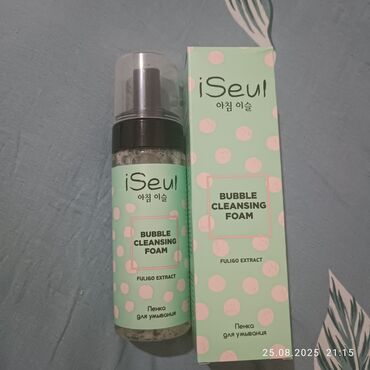 iSeul
아침 이슬
BUBBLE
CLEANSING
FOAM
FULIGO EXTRACT
Пенка
для умывания
iSeul
아침 이슬
BUBBLE
CLEANSING
FOAM
FULIGO EXTRACT
Пенка
для умывания
25.08.2025 21:15